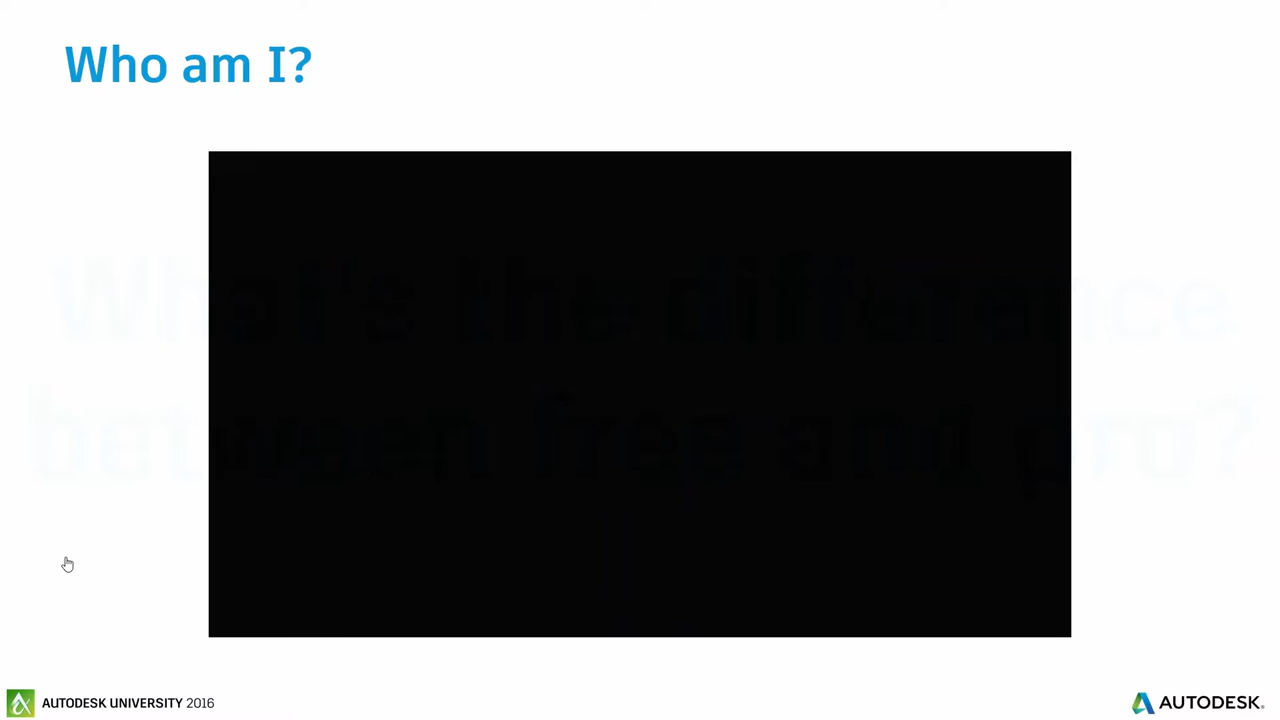 Who am I?
What's the difference
between free and pro?
AUTODESK UNIVERSITY 2016
AUTODESK.